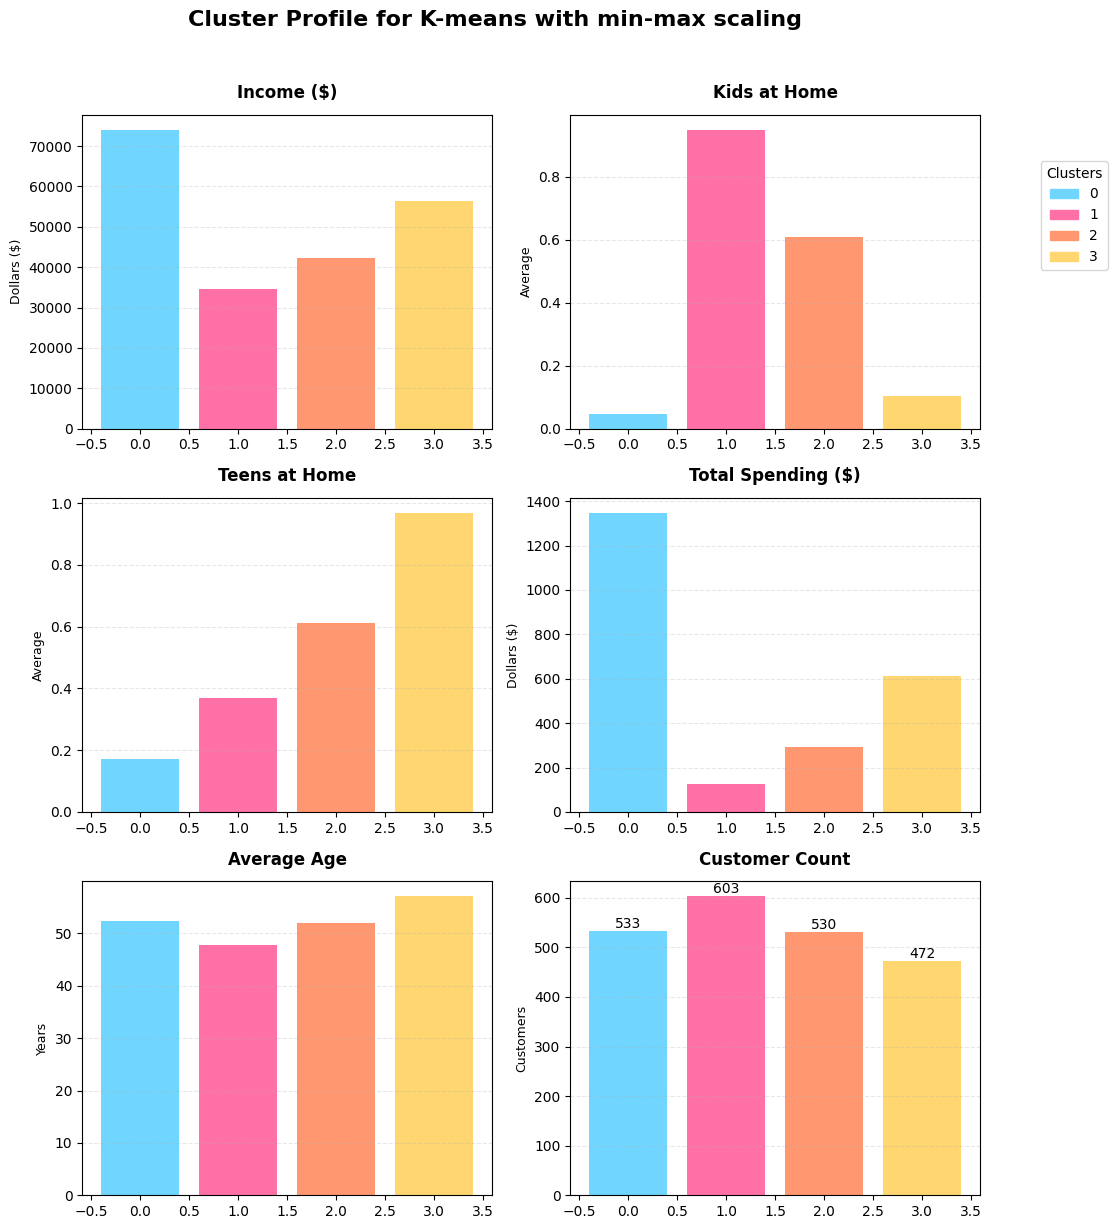 Cluster Profile for K-means with min-max scaling
Income ($)
Dollars ($)
70000
60000
50000
40000
30000
20000
10000
0
−0.5 0.0 0.5 1.0 1.5 2.0 2.5 3.0 3.5
Kids at Home
Average
0.8
0.6
0.4
0.2
0.0
−0.5 0.0 0.5 1.0 1.5 2.0 2.5 3.0 3.5
Clusters
0
1
2
3
Teens at Home
Average
1.0
0.8
0.6
0.4
0.2
0.0
−0.5 0.0 0.5 1.0 1.5 2.0 2.5 3.0 3.5
Total Spending ($)
Dollars ($)
1400
1200
1000
800
600
400
200
0
−0.5 0.0 0.5 1.0 1.5 2.0 2.5 3.0 3.5
Average Age
Years
50
40
30
20
10
0
−0.5 0.0 0.5 1.0 1.5 2.0 2.5 3.0 3.5
Customer Count
Customers
600
500
400
300
200
100
0
533
603
530
472
−0.5 0.0 0.5 1.0 1.5 2.0 2.5 3.0 3.5